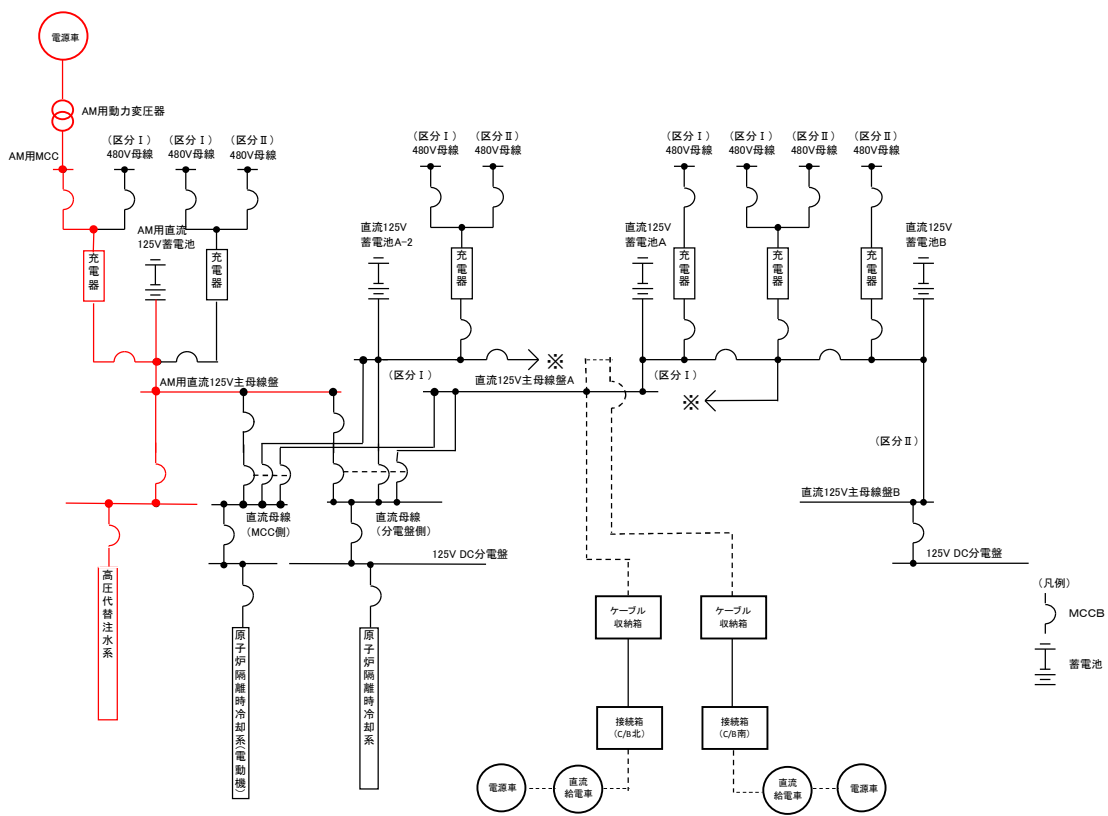 電源車
AM用動力変圧器
AM用MCC
(区分Ⅰ)
480V母線
(区分Ⅰ)
480V母線
(区分Ⅱ)
480V母線
(区分Ⅰ)
480V母線
(区分Ⅱ)
480V母線
(区分Ⅰ)
480V母線
(区分Ⅰ)
480V母線
(区分Ⅱ)
480V母線
(区分Ⅱ)
480V母線
AM用直流
125V蓄電池
直流125V
蓄電池A-2
直流125V
蓄電池A
直流125V
蓄電池B
充電器
充電器
充電器
充電器
充電器
充電器
※
(区分Ⅰ)
(区分Ⅰ)
AM用直流125V主母線盤
直流125V主母線盤A
※
(区分Ⅱ)
直流125V主母線盤B
直流母線
(MCC側)
直流母線
(分電盤側)
125V DC分電盤
125V DC分電盤
高圧代替注水系
原子炉隔離時冷却系(電動機)
原子炉隔離時冷却系
ケーブル
収納箱
ケーブル
収納箱
接続箱
(C/B北)
接続箱
(C/B南)
電源車
直流
給電車
直流
給電車
電源車
(凡例)
MCCB
蓄電池